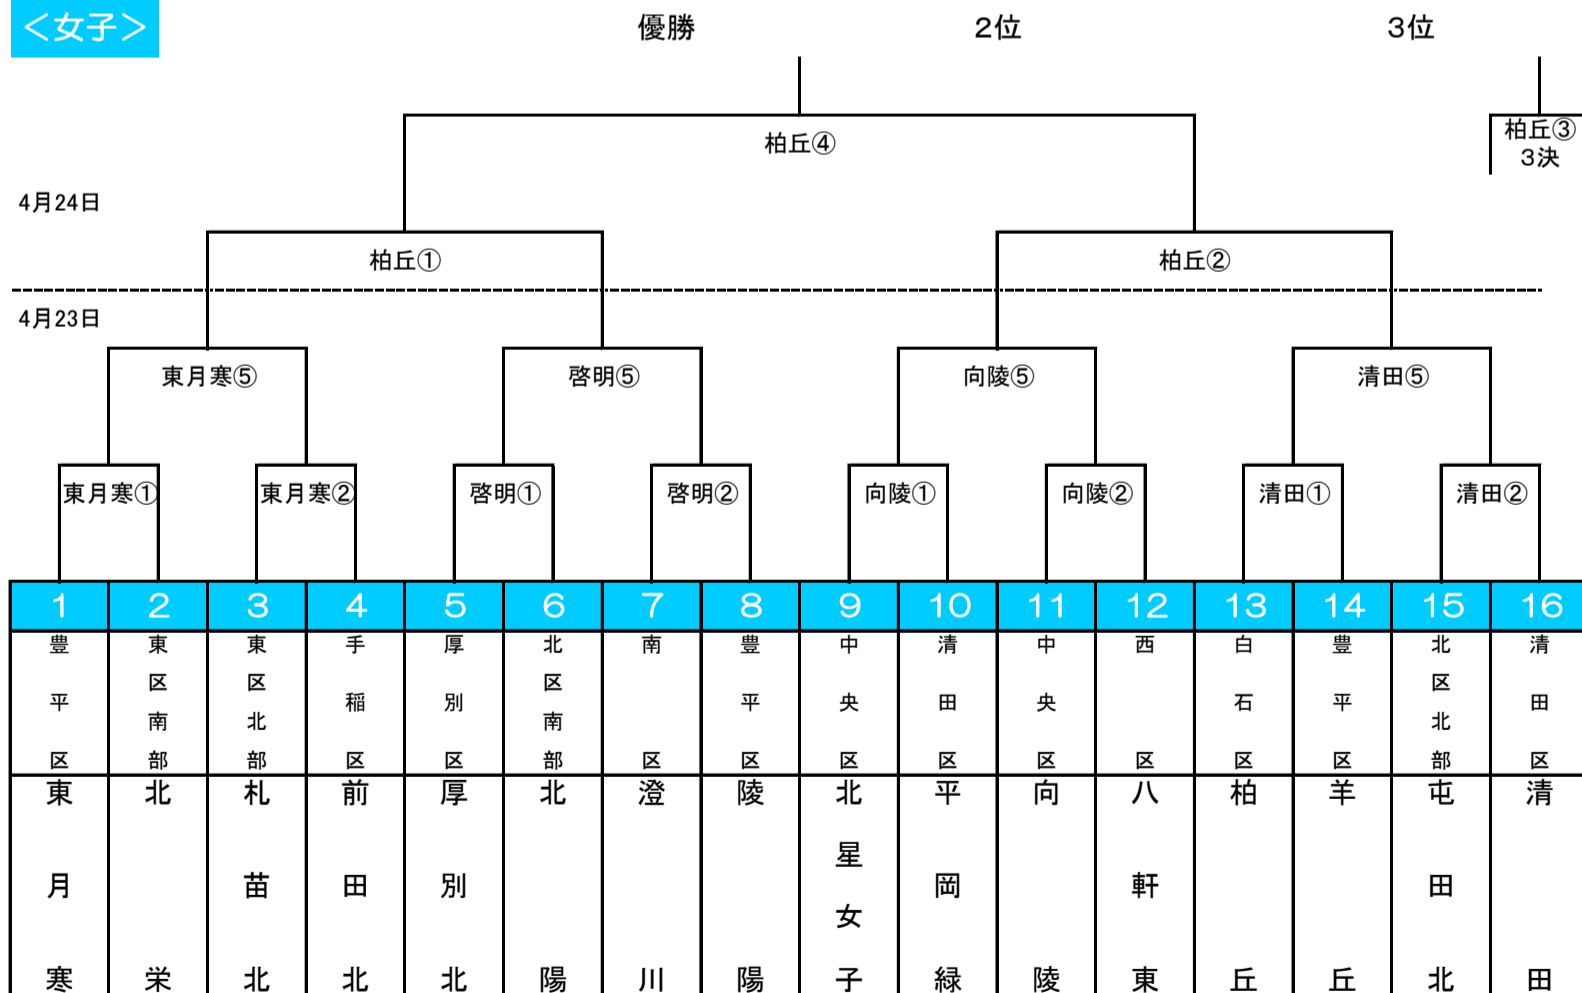 ＜女子＞ 優勝 2位 3位
柏丘④ 柏丘③
3決
4月24日
柏丘① 柏丘②
4月23日
東月寒⑤ 啓明⑤ 向陵⑤ 清田⑤
東月寒① 東月寒② 啓明① 啓明② 向陵① 向陵② 清田① 清田②
1 2 3 4 5 6 7 8 9 10 11 12 13 14 15 16
豊平区 東区南部 東区北部 手稲区 厚別区 北区南部 南区 豊平区 中央区 清田区 中央区 西区 白石区 豊平区 北区北部 清田区
東月寒 北栄 札苗北 前田北 厚別北 北陽 澄川 陵陽 北星女子 平岡緑 向陵 八軒東 柏丘 羊丘 屯田北 清田